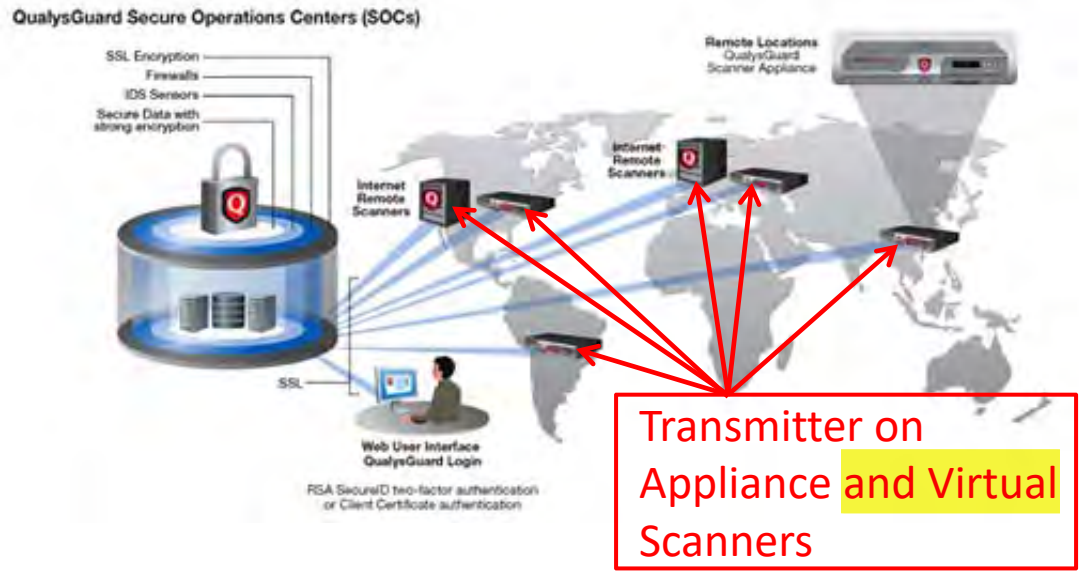 QualysGuard Secure Operations Centers (SOCs)
SSL Encryption
Firewalls
IDS Sensors
Secure Data with
strong encryption
Q
Internet
Remote
Scanners
Q
Internet
Remote
Scanners
Q
Remote Locations
QualysGuard
Scanner Appliance
SSL
Web User Interface
QualysGuard Login
RSA SecureID two-factor authentication
or Client Certificate authentication
Transmitter on
Appliance and Virtual
Scanners